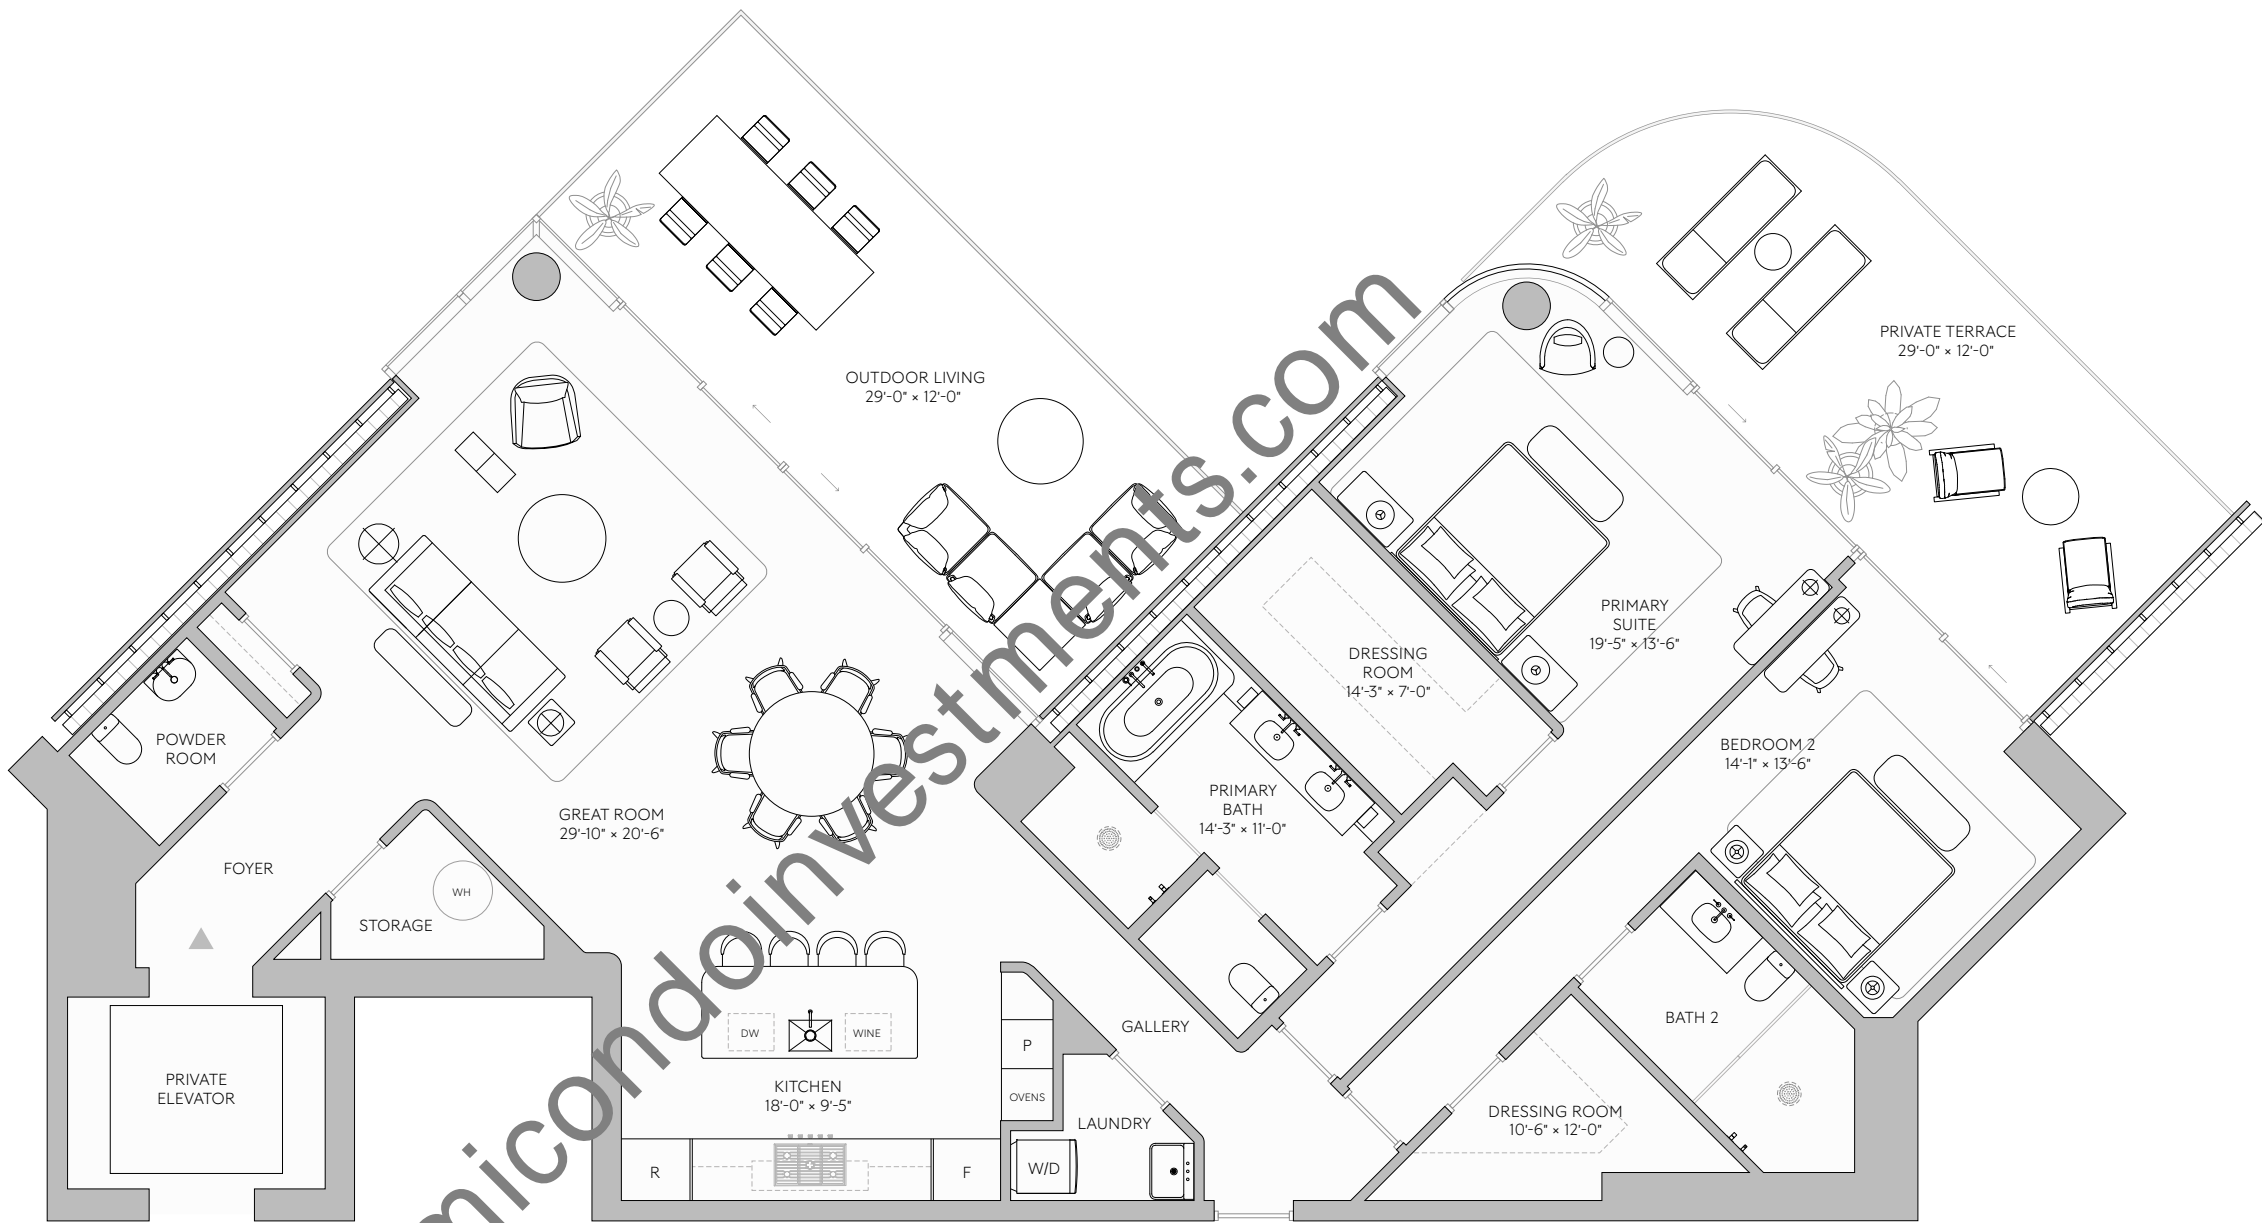 OUTDOOR LIVING
29'-0" × 12'-0"
PRIVATE TERRACE
29'-0" × 12'-0"
PRIMARY
SUITE
19'-5" × 13'-6"
DRESSING
ROOM
14'-3" × 7'-0"
POWDER
ROOM
BEDROOM 2
14'-1" × 13'-6"
PRIMARY
BATH
14'-3" × 11'-0"
GREAT ROOM
29'-10" × 20'-6"
FOYER
WH
STORAGE
GALLERY
BATH 2
DW
WINE
P
PRIVATE
ELEVATOR
KITCHEN
18'-0" × 9'-5"
OVENS
LAUNDRY
DRESSING ROOM
10'-6" × 12'-0"
R
F
W/D
micondoinvestments.com